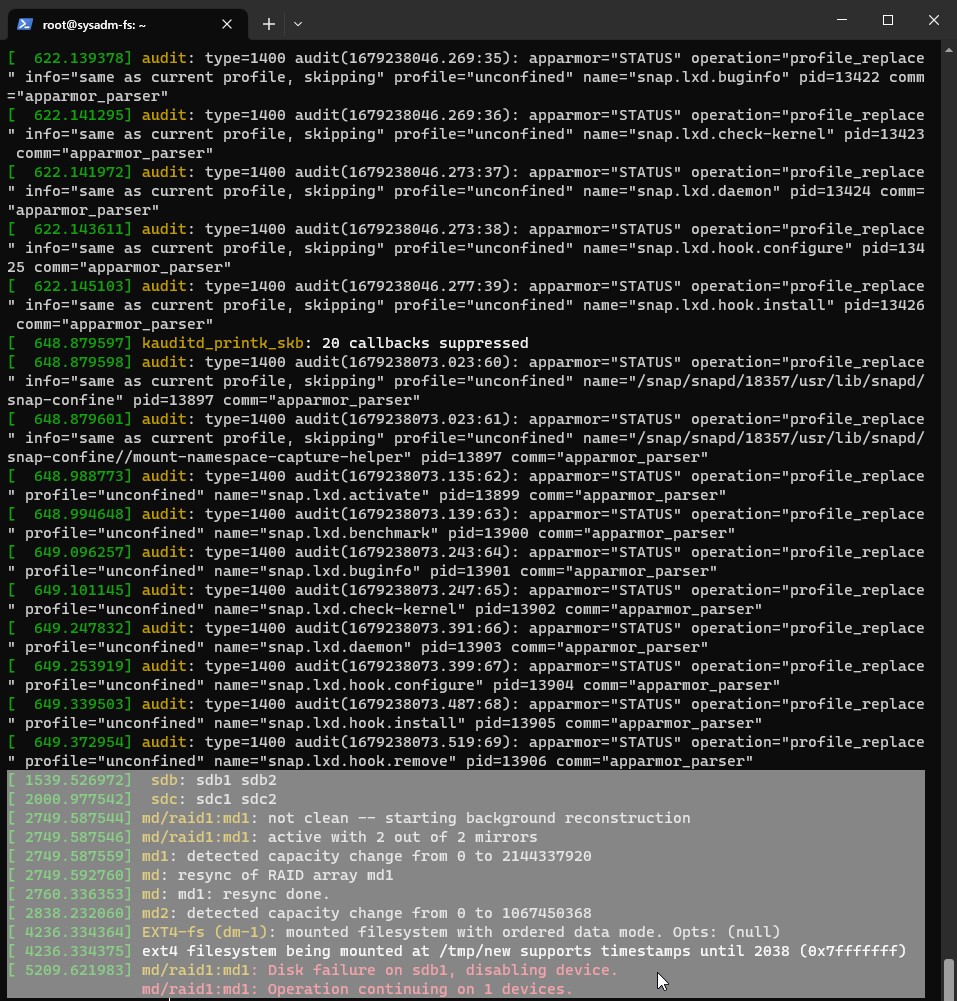 root@sysadm-fs: ~
[  622.139378] audit: type=1400 audit(1679238046.269:35): apparmor="STATUS" operation="profile_replace
" info="same as current profile, skipping" profile="unconfined" name="snap.lxd.buginfo" pid=13422 comm
="apparmor_parser"
[  622.141295] audit: type=1400 audit(1679238046.269:36): apparmor="STATUS" operation="profile_replace
" info="same as current profile, skipping" profile="unconfined" name="snap.lxd.check-kernel" pid=13423
 comm="apparmor_parser"
[  622.141972] audit: type=1400 audit(1679238046.273:37): apparmor="STATUS" operation="profile_replace
" info="same as current profile, skipping" profile="unconfined" name="snap.lxd.daemon" pid=13424 comm=
"apparmor_parser"
[  622.143611] audit: type=1400 audit(1679238046.273:38): apparmor="STATUS" operation="profile_replace
" info="same as current profile, skipping" profile="unconfined" name="snap.lxd.hook.configure" pid=134
25 comm="apparmor_parser"
[  622.145103] audit: type=1400 audit(1679238046.277:39): apparmor="STATUS" operation="profile_replace
" info="same as current profile, skipping" profile="unconfined" name="snap.lxd.hook.install" pid=13426
 comm="apparmor_parser"
[  648.879597] kauditd_printk_skb: 20 callbacks suppressed
[  648.879598] audit: type=1400 audit(1679238073.023:60): apparmor="STATUS" operation="profile_replace
" info="same as current profile, skipping" profile="unconfined" name="/snap/snapd/18357/usr/lib/snapd/
snap-confine" pid=13897 comm="apparmor_parser"
[  648.879601] audit: type=1400 audit(1679238073.023:61): apparmor="STATUS" operation="profile_replace
" info="same as current profile, skipping" profile="unconfined" name="/snap/snapd/18357/usr/lib/snapd/
snap-confine//mount-namespace-capture-helper" pid=13897 comm="apparmor_parser"
[  648.988773] audit: type=1400 audit(1679238073.135:62): apparmor="STATUS" operation="profile_replace
" profile="unconfined" name="snap.lxd.activate" pid=13899 comm="apparmor_parser"
[  648.994648] audit: type=1400 audit(1679238073.139:63): apparmor="STATUS" operation="profile_replace
" profile="unconfined" name="snap.lxd.benchmark" pid=13900 comm="apparmor_parser"
[  649.096257] audit: type=1400 audit(1679238073.243:64): apparmor="STATUS" operation="profile_replace
" profile="unconfined" name="snap.lxd.buginfo" pid=13901 comm="apparmor_parser"
[  649.101145] audit: type=1400 audit(1679238073.247:65): apparmor="STATUS" operation="profile_replace
" profile="unconfined" name="snap.lxd.check-kernel" pid=13902 comm="apparmor_parser"
[  649.247832] audit: type=1400 audit(1679238073.391:66): apparmor="STATUS" operation="profile_replace
" profile="unconfined" name="snap.lxd.daemon" pid=13903 comm="apparmor_parser"
[  649.253919] audit: type=1400 audit(1679238073.399:67): apparmor="STATUS" operation="profile_replace
" profile="unconfined" name="snap.lxd.hook.configure" pid=13904 comm="apparmor_parser"
[  649.339503] audit: type=1400 audit(1679238073.487:68): apparmor="STATUS" operation="profile_replace
" profile="unconfined" name="snap.lxd.hook.install" pid=13905 comm="apparmor_parser"
[  649.372954] audit: type=1400 audit(1679238073.519:69): apparmor="STATUS" operation="profile_replace
" profile="unconfined" name="snap.lxd.hook.remove" pid=13906 comm="apparmor_parser"
[ 1539.526972]  sdb: sdb1 sdb2
[ 2000.977542]  sdc: sdc1 sdc2
[ 2749.587544] md/raid1:md1: not clean -- starting background reconstruction
[ 2749.587546] md/raid1:md1: active with 2 out of 2 mirrors
[ 2749.587559] md1: detected capacity change from 0 to 2144337920
[ 2749.592760] md: resync of RAID array md1
[ 2760.336353] md: md1: resync done.
[ 2838.232060] md2: detected capacity change from 0 to 1067450368
[ 4236.334364] EXT4-fs (dm-1): mounted filesystem with ordered data mode. Opts: (null)
[ 4236.334375] ext4 filesystem being mounted at /tmp/new supports timestamps until 2038 (0x7fffffff)
[ 5209.621983] md/raid1:md1: Disk failure on sdb1, disabling device.
               md/raid1:md1: Operation continuing on 1 devices.